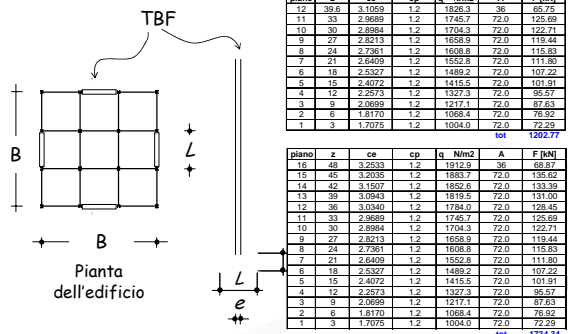 TBF
L
B
B
Pianta
dell'edificio
L
e
piano z ce cp q N/m2 A F [kN]
12 39.6 3.1059 1.2 1826.3 36 65.75
11 33 2.9689 1.2 1745.7 72.0 125.69
10 30 2.8984 1.2 1704.3 72.0 122.71
9 27 2.8213 1.2 1658.9 72.0 119.44
8 24 2.7361 1.2 1608.8 72.0 115.83
7 21 2.6409 1.2 1552.8 72.0 111.80
6 18 2.5327 1.2 1489.2 72.0 107.22
5 15 2.4072 1.2 1415.5 72.0 101.91
4 12 2.2573 1.2 1327.3 72.0 95.57
3 9 2.0699 1.2 1217.1 72.0 87.63
2 6 1.8170 1.2 1068.4 72.0 76.92
1 3 1.7075 1.2 1004.0 72.0 72.29
tot 1202.77
piano z ce cp q N/m2 A F [kN]
16 48 3.2533 1.2 1912.9 36 68.87
15 45 3.2035 1.2 1883.7 72.0 135.62
14 42 3.1507 1.2 1852.6 72.0 133.39
13 39 3.0943 1.2 1819.5 72.0 131.00
12 36 3.0340 1.2 1784.0 72.0 128.45
11 33 2.9689 1.2 1745.7 72.0 125.69
10 30 2.8984 1.2 1704.3 72.0 122.71
9 27 2.8213 1.2 1658.9 72.0 119.44
8 24 2.7361 1.2 1608.8 72.0 115.83
7 21 2.6409 1.2 1552.8 72.0 111.80
6 18 2.5327 1.2 1489.2 72.0 107.22
5 15 2.4072 1.2 1415.5 72.0 101.91
4 12 2.2573 1.2 1327.3 72.0 95.57
3 9 2.0699 1.2 1217.1 72.0 87.63
2 6 1.8170 1.2 1068.4 72.0 76.92
1 3 1.7075 1.2 1004.0 72.0 72.29
tot 1734.34